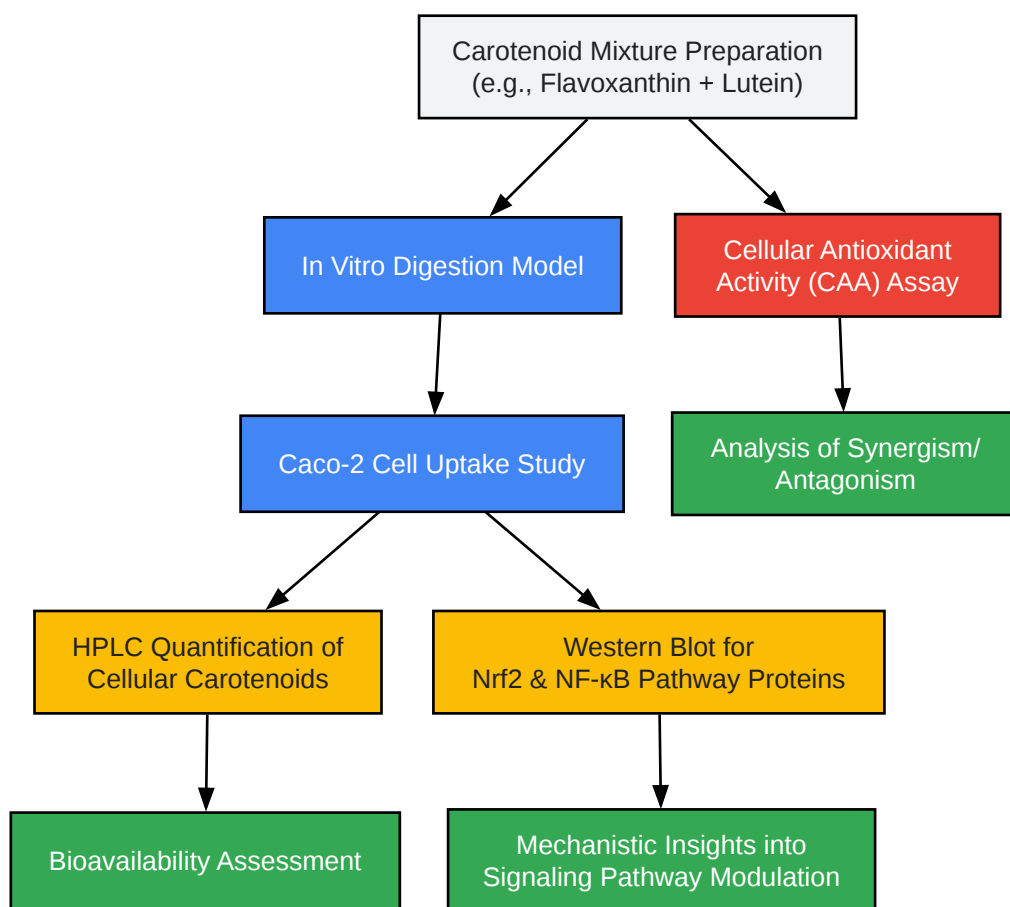 Carotenoid Mixture Preparation
(e.g., Flavoxanthin + Lutein)
In Vitro Digestion Model
Cellular Antioxidant
Activity (CAA) Assay
Caco-2 Cell Uptake Study
Analysis of Synergism/
Antagonism
HPLC Quantification of
Cellular Carotenoids
Western Blot for
Nrf2 & NF-κB Pathway Proteins
Bioavailability Assessment
Mechanistic Insights into
Signaling Pathway Modulation